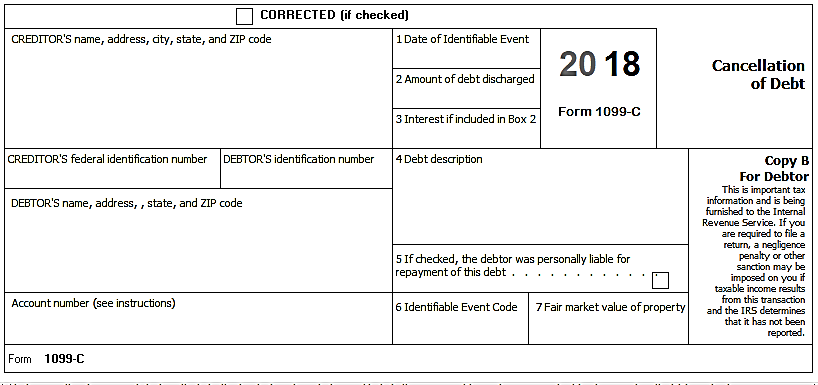 CORRECTED (if checked)
CREDITOR'S name, address, city, state, and ZIP code
1 Date of Identifiable Event
2 Amount of debt discharged
3 Interest if included in Box 2
2018
Form 1099-C
Cancellation
of Debt
CREDITOR'S federal identification number
DEBTOR'S identification number
4 Debt description
Copy B
For Debtor
This is important tax
information and is being
furnished to the Internal
Revenue Service. If you
are required to file a
return, a negligence
penalty or other
sanction may be
imposed on you if
taxable income results
from this transaction
and the IRS determines
that it has not been
reported.
DEBTOR'S name, address, , state, and ZIP code
5 If checked, the debtor was personally liable for
repayment of this debt . . . . . . . . . . . .
Account number (see instructions)
6 Identifiable Event Code
7 Fair market value of property
Form 1099-C